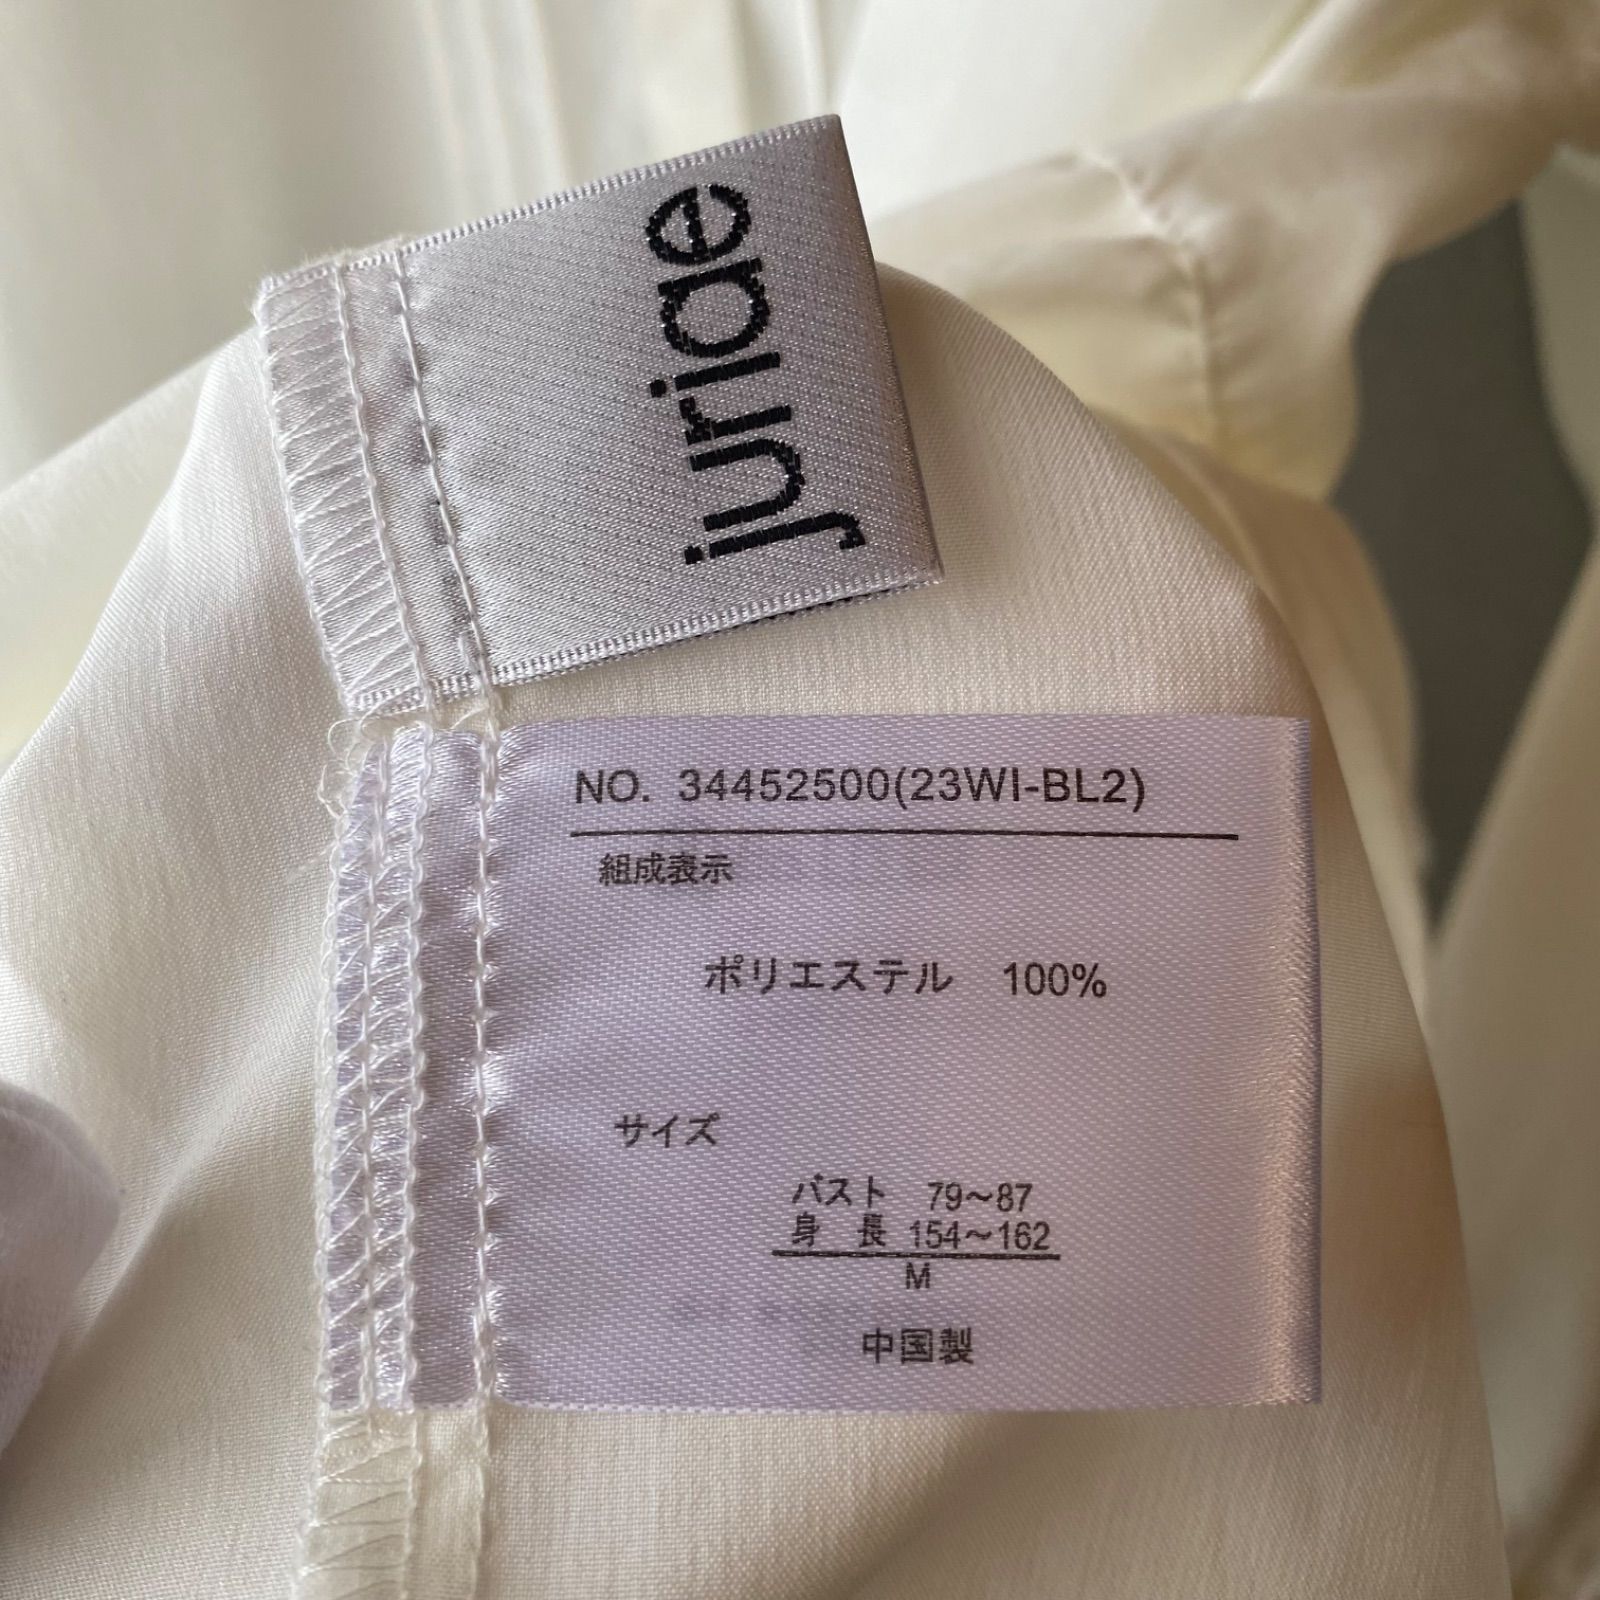 juriae
NO. 34452500(23WI-BL2)
組成表示
ポリエステル 100%
サイズ
バスト 79～87
身 長 154～162
M
中国製